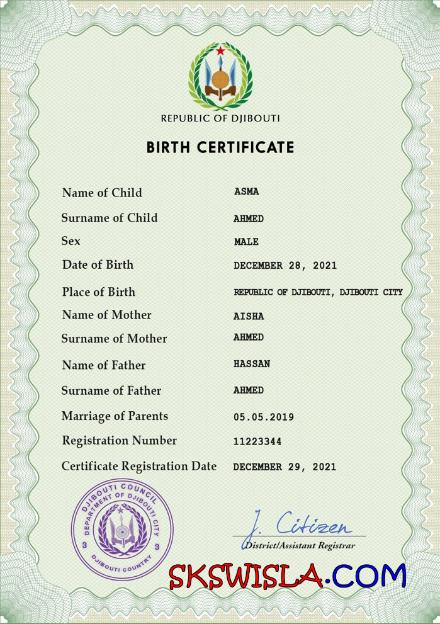 REPUBLIC OF DJIBOUTI
BIRTH CERTIFICATE
Name of Child ASMA
Surname of Child AHMED
Sex MALE
Date of Birth DECEMBER 28, 2021
Place of Birth REPUBLIC OF DJIBOUTI, DJIBOUTI CITY
Name of Mother AISHA
Surname of Mother AHMED
Name of Father HASSAN
Surname of Father AHMED
Marriage of Parents 05.05.2019
Registration Number 11223344
Certificate Registration Date DECEMBER 29, 2021
DJIBOUTI COUNCIL
DEPARTMENT OF DJIBOUTI CITY
3 3
DJIBOUTI COUNTRY
J. Citizen
District/Assistant Registrar
SKSWISLA.COM